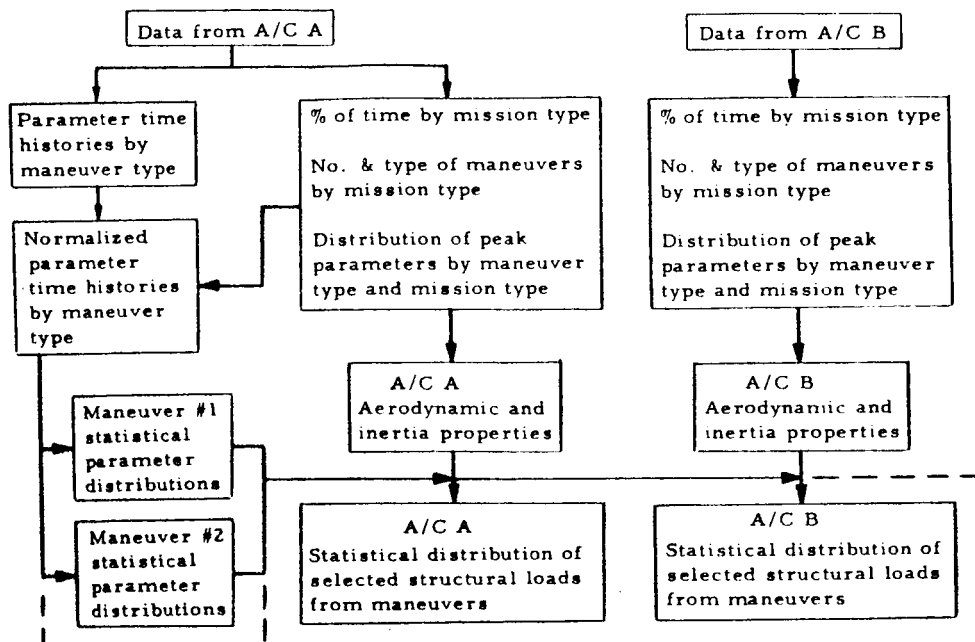 Data from A/C A
Data from A/C B
Parameter time
histories by
maneuver type
% of time by mission type
No. & type of maneuvers
by mission type
Distribution of peak
parameters by maneuver
type and mission type
% of time by mission type
No. & type of maneuvers
by mission type
Distribution of peak
parameters by maneuver
type and mission type
Normalized
parameter
time histories
by maneuver
type
A/C A
Aerodynamic and
inertia properties
A/C B
Aerodynamic and
inertia properties
Maneuver #1
statistical
parameter
distributions
Maneuver #2
statistical
parameter
distributions
A/C A
Statistical distribution of
selected structural loads
from maneuvers
A/C B
Statistical distribution of
selected structural loads
from maneuvers